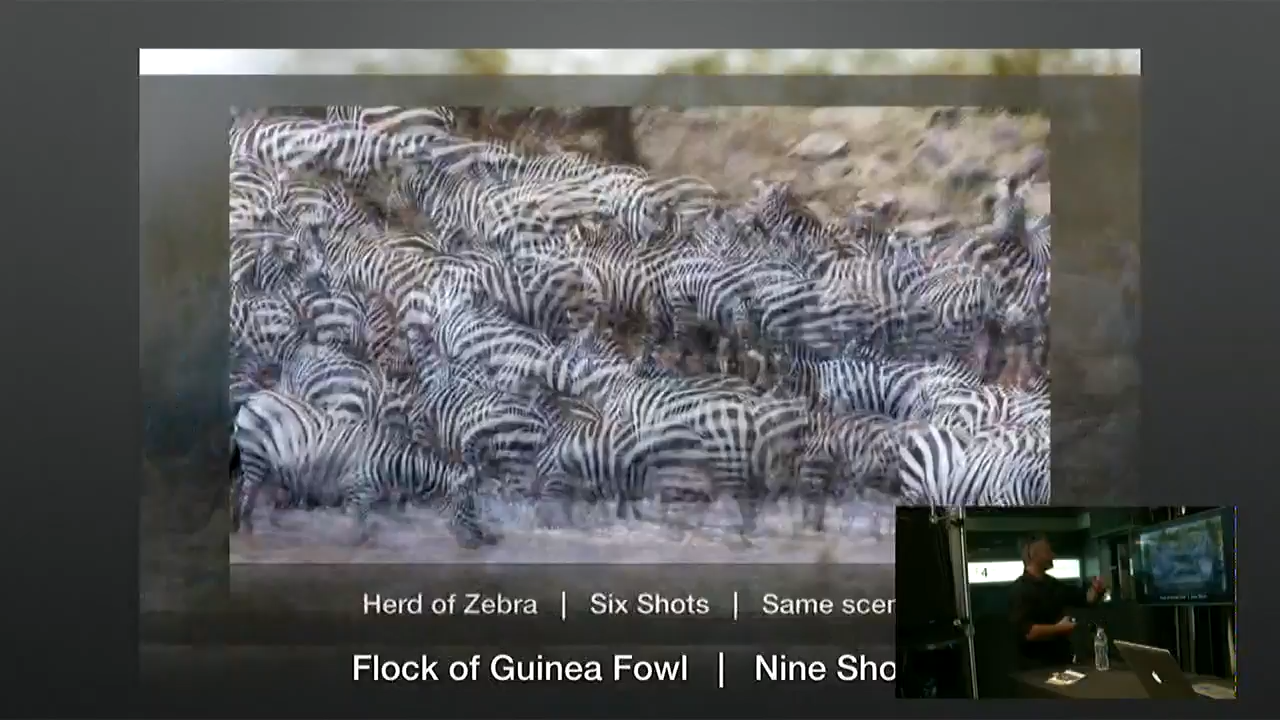 Herd of Zebra | Six Shots | Same scen
Flock of Guinea Fowl | Nine Sho